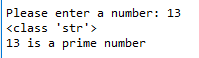 Please enter a number: 13
<class 'str'>
13 is a prime number